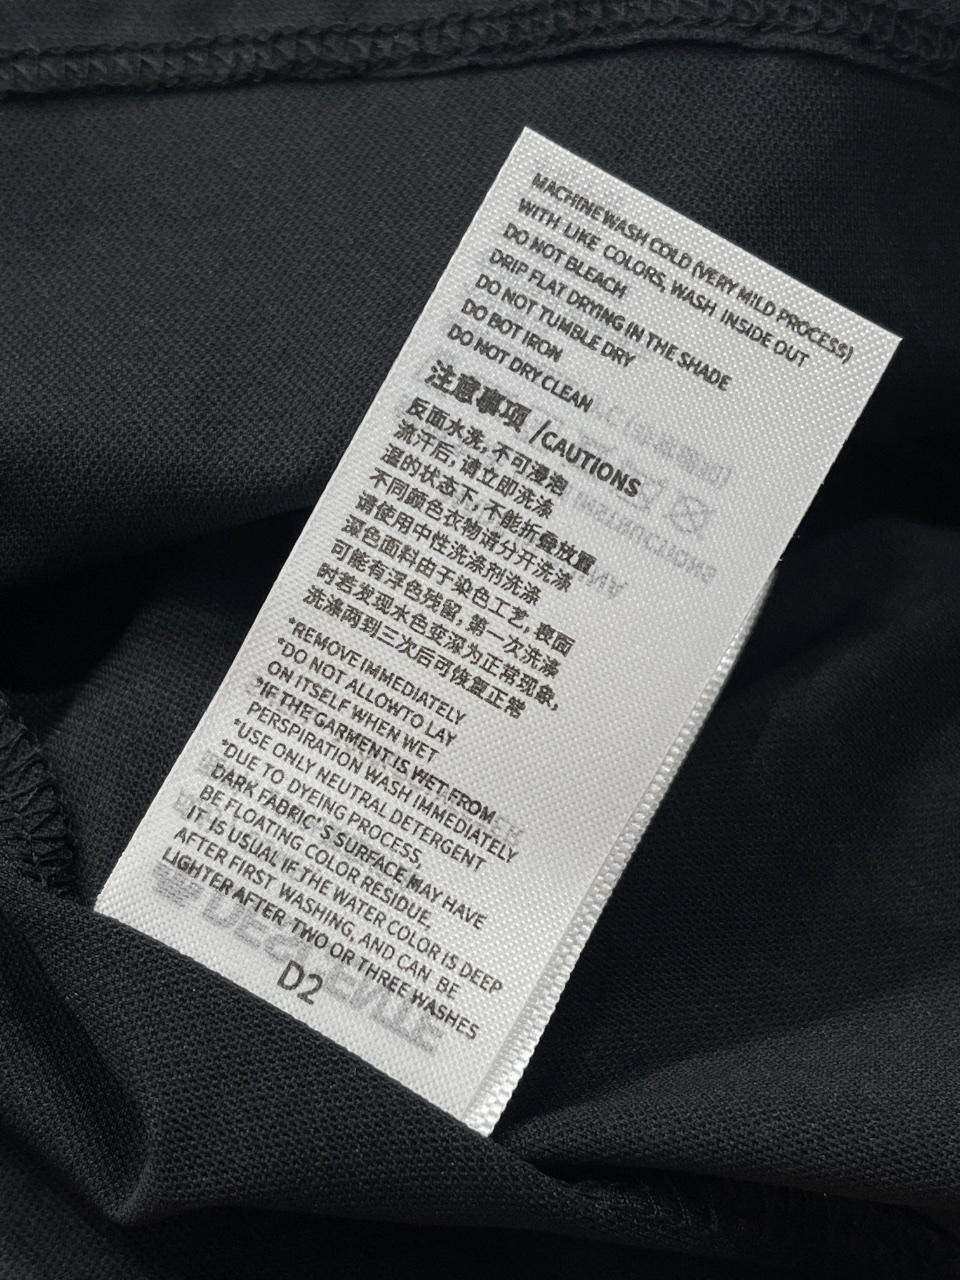 MACHINE WASH COLD (VERY MILD PROCESS)
WITH LIKE COLORS, WASH INSIDE OUT
DO NOT BLEACH
DRIP FLAT DRYING IN THE SHADE
DO NOT TUMBLE DRY
DO BOT IRON
DO NOT DRY CLEAN
注意事项 /CAUTIONS
反面水洗, 不可浸泡
流汗后, 请立即洗涤
湿的状态下, 不能折叠放置
不同颜色衣物请分开洗涤
请使用中性洗涤剂洗涤
深色面料由于染色工艺, 表面
可能有浮色残留, 第一次洗涤
时若发现水色变深为正常现象,
洗涤两到三次后可恢复正常
*REMOVE IMMEDIATELY
*DO NOT ALLOWTO LAY
ON ITSELF WHEN WET
*IF THE GARMENT IS WET FROM
PERSPIRATION WASH IMMEDIATELY
*USE ONLY NEUTRAL DETERGENT
*DUE TO DYEING PROCESS,
DARK FABRIC'S SURFACE MAY HAVE
BE FLOATING COLOR RESIDUE,
IT IS USUAL IF THE WATER COLOR IS DEEP
AFTER FIRST WASHING, AND CAN BE
LIGHTER AFTER TWO OR THREE WASHES
D2